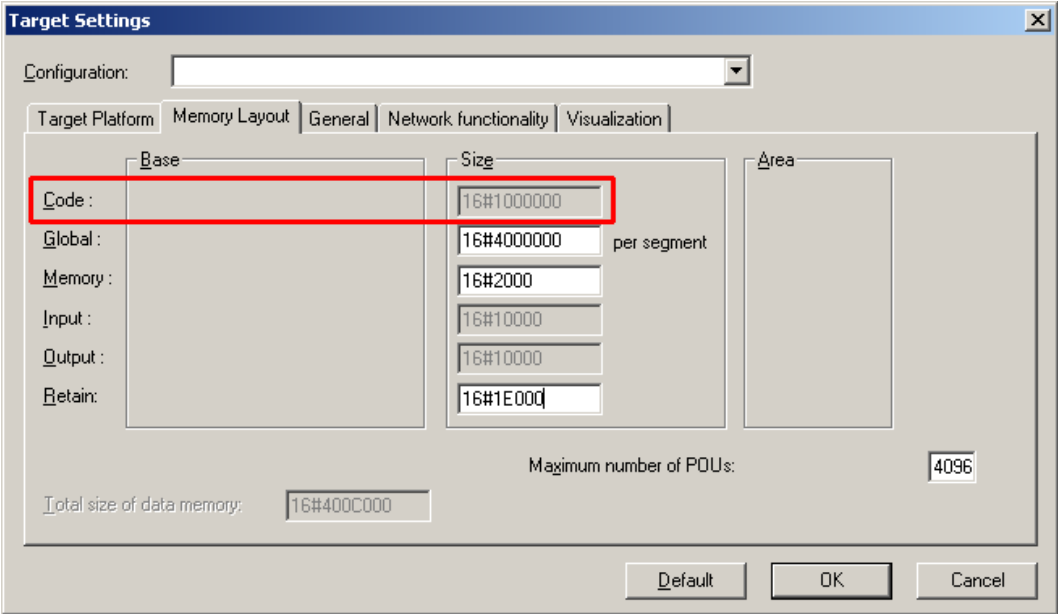 Target Settings
Configuration:
Target Platform Memory Layout General Network functionality Visualization
Base Size Area
Code : 16#1000000
Global : 16#4000000 per segment
Memory : 16#2000
Input : 16#10000
Output : 16#10000
Retain: 16#1E000
Maximum number of POUs: 4096
Total size of data memory: 16#400C000
Default OK Cancel